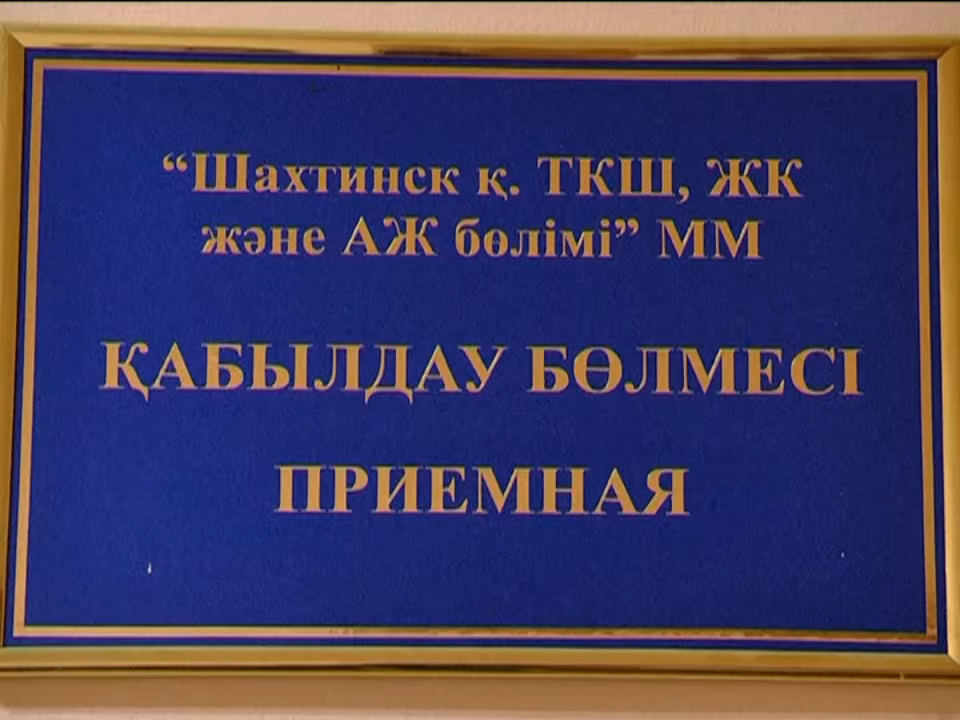 “Шахтинск қ. ТКШ, ЖК
және АЖ бөлімі” ММ
ҚАБЫЛДАУ БӨЛМЕСІ
ПРИЕМНАЯ